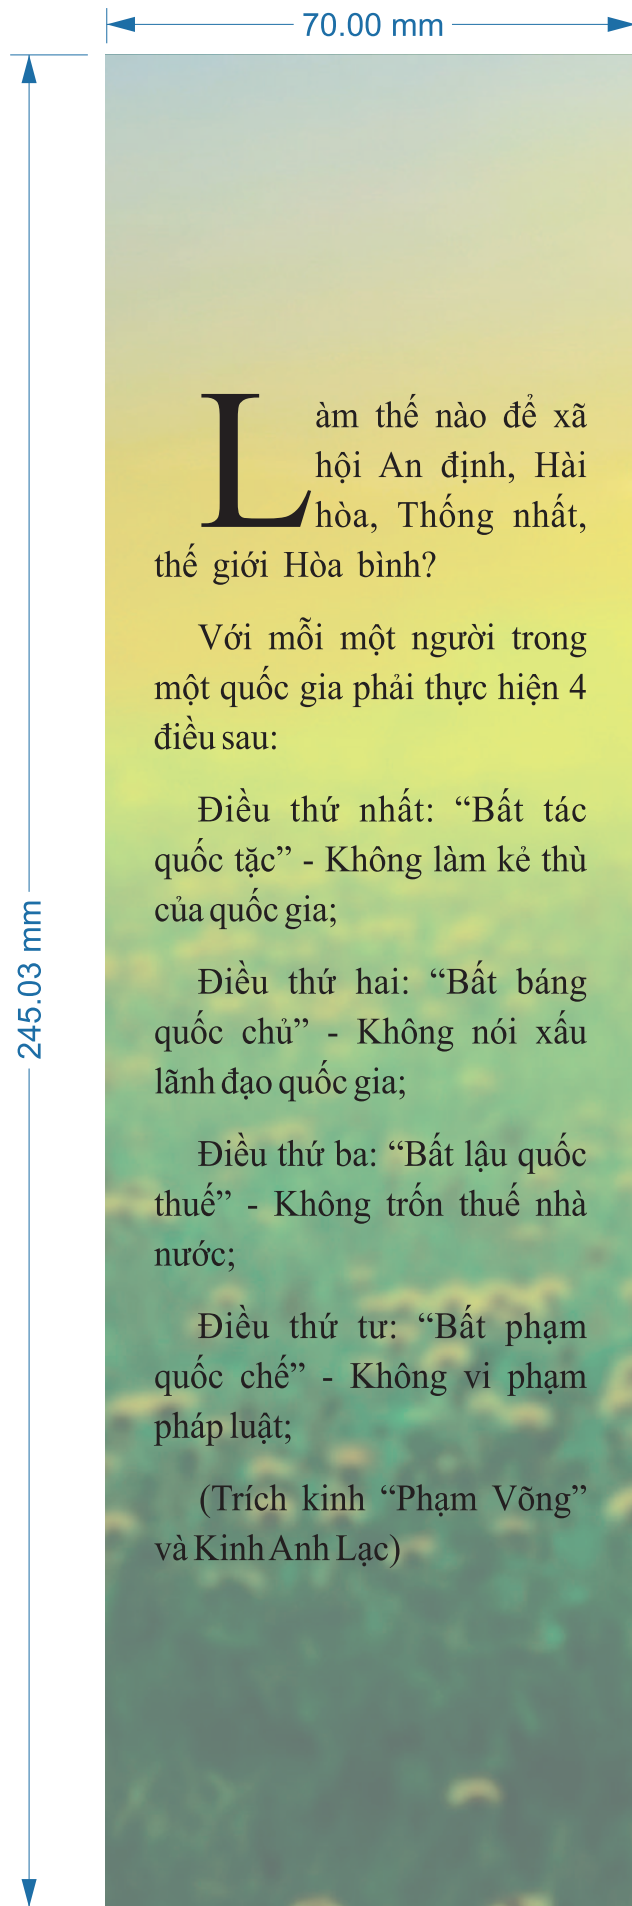 70.00 mm
245.03 mm
Làm thế nào để xã
hội An định, Hài
hòa, Thống nhất,
thế giới Hòa bình?
Với mỗi một người trong
một quốc gia phải thực hiện 4
điều sau:
Điều thứ nhất: “Bất tác
quốc tặc” - Không làm kẻ thù
của quốc gia;
Điều thứ hai: “Bất báng
quốc chủ” - Không nói xấu
lãnh đạo quốc gia;
Điều thứ ba: “Bất lậu quốc
thuế” - Không trốn thuế nhà
nước;
Điều thứ tư: “Bất phạm
quốc chế” - Không vi phạm
pháp luật;
(Trích kinh “Phạm Võng”
và Kinh Anh Lạc)